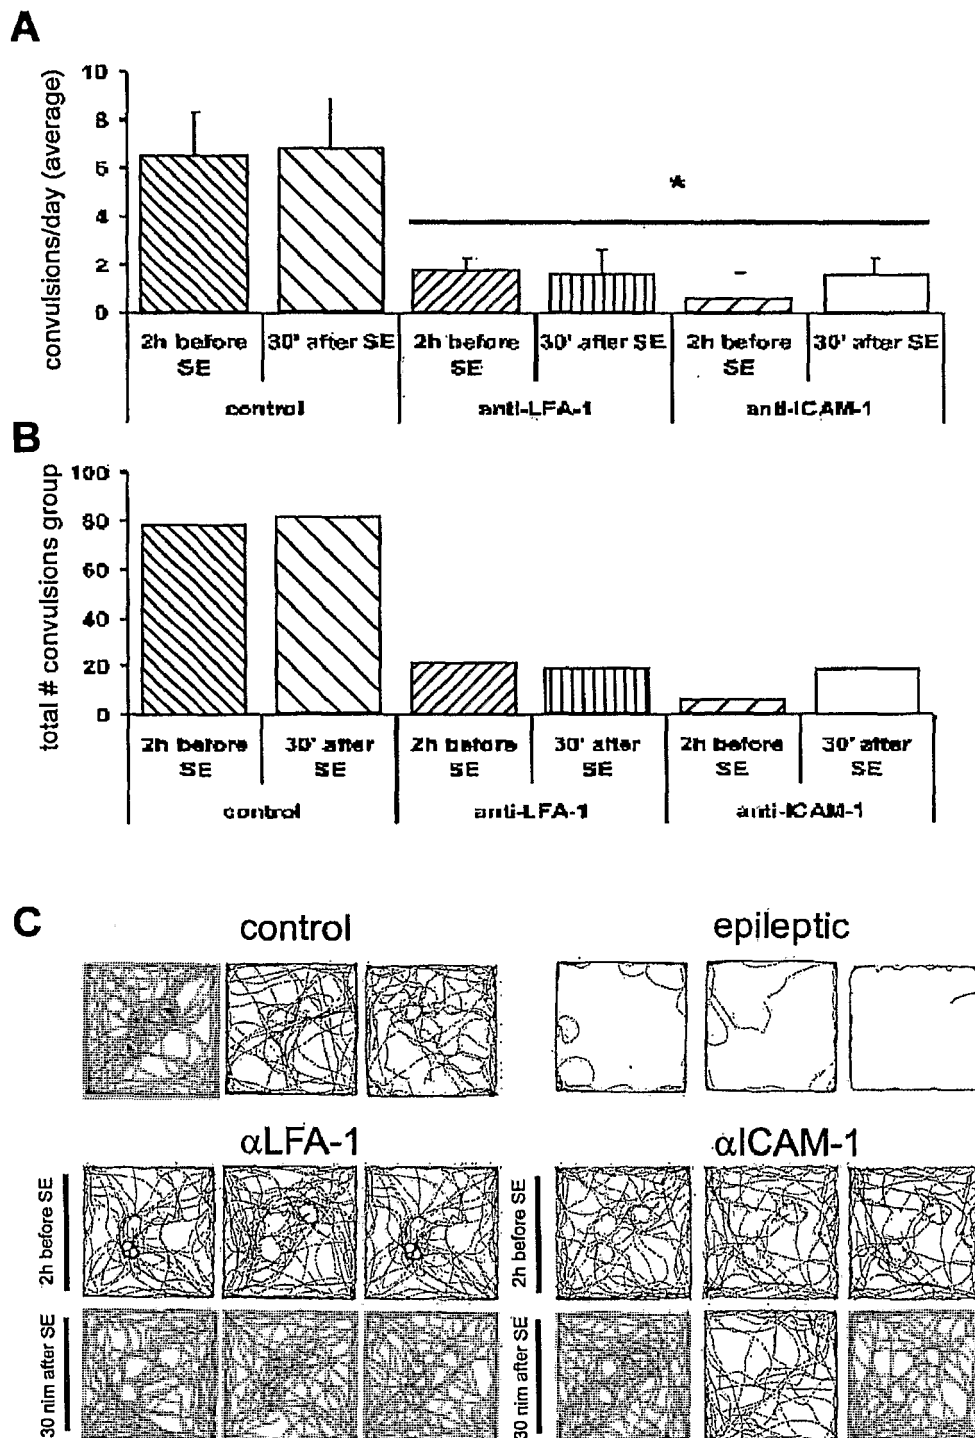 A
convulsions/day (average)
10
8
6
4
2
0
*
2h before SE
30' after SE
2h before SE
30' after SE
2h before SE
30' after SE
control
anti-LFA-1
anti-ICAM-1
B
total # convulsions group
100
80
60
40
20
0
2h before SE
30' after SE
2h before SE
30' after SE
2h before SE
30' after SE
control
anti-LFA-1
anti-ICAM-1
C
control
epileptic
αLFA-1
αICAM-1
2h before SE
2h before SE
30 nim after SE
30 nim after SE